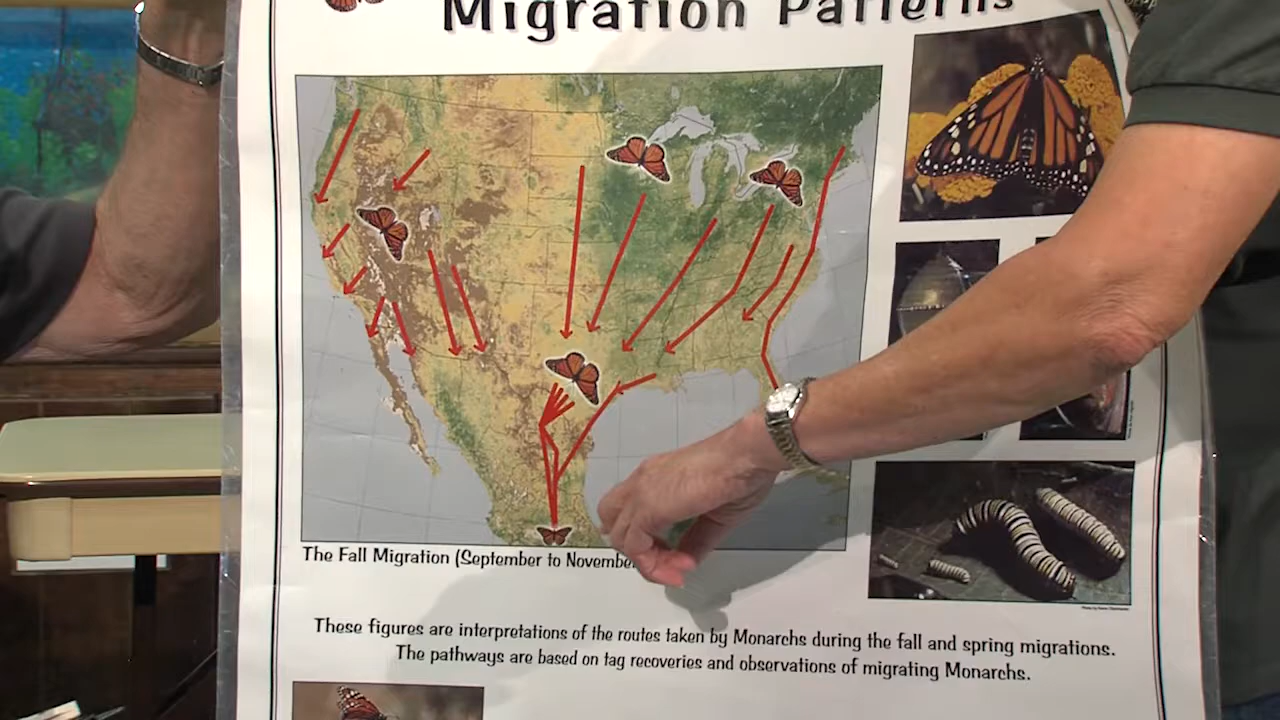 Migration Patterns
The Fall Migration (September to Novembe
These figures are interpretations of the routes taken by Monarchs during the fall and spring migrations.
The pathways are based on tag recoveries and observations of migrating Monarchs.